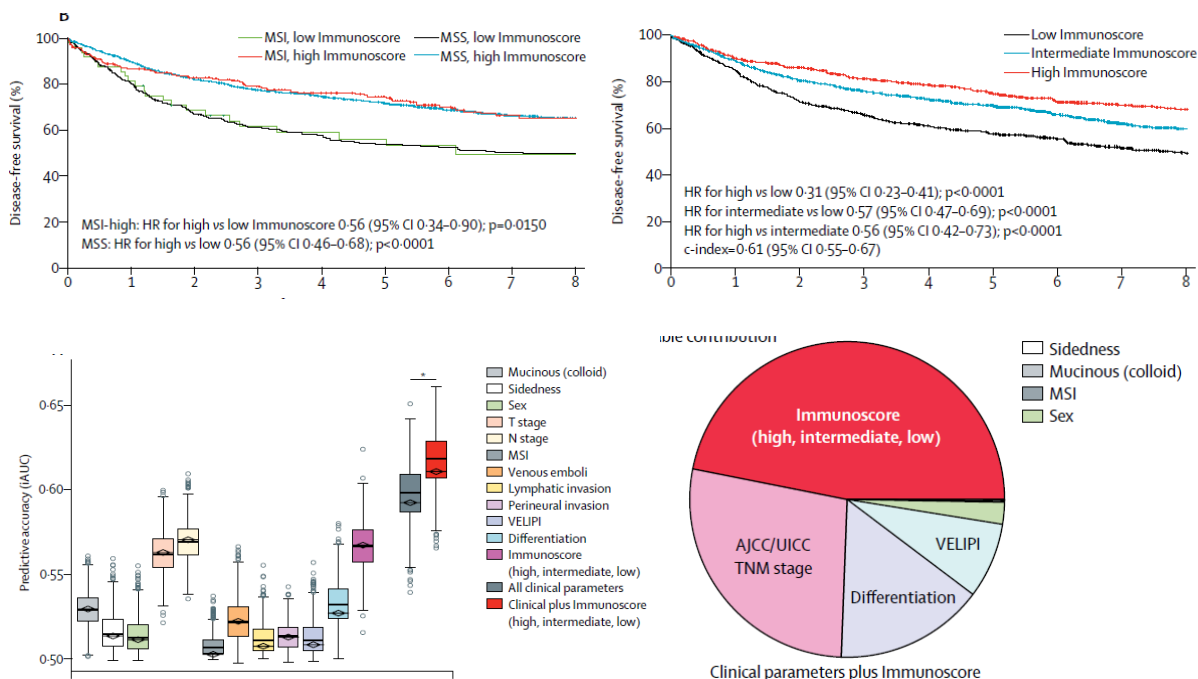 100
80
60
40
20
0
Disease-free survival (%)
MSI, low Immunoscore
MSI, high Immunoscore
MSS, low Immunoscore
MSS, high Immunoscore
MSI-high: HR for high vs low Immunoscore 0·56 (95% CI 0·34–0·90); p=0·0150
MSS: HR for high vs low 0·56 (95% CI 0·46–0·68); p<0·0001
0 1 2 3 4 5 6 7 8
100
80
60
40
20
0
Disease-free survival (%)
Low Immunoscore
Intermediate Immunoscore
High Immunoscore
HR for high vs low 0·31 (95% CI 0·23–0·41); p<0·0001
HR for intermediate vs low 0·57 (95% CI 0·47–0·69); p<0·0001
HR for high vs intermediate 0·56 (95% CI 0·42–0·73); p<0·0001
c-index=0·61 (95% CI 0·55–0·67)
0 1 2 3 4 5 6 7 8
0·65
0·60
0·55
0·50
Predictive accuracy (iAUC)
*
Mucinous (colloid)
Sidedness
Sex
T stage
N stage
MSI
Venous emboli
Lymphatic invasion
Perineural invasion
VELIPI
Differentiation
Immunoscore
(high, intermediate, low)
All clinical parameters
Clinical plus Immunoscore
(high, intermediate, low)
contribution
Immunoscore
(high, intermediate, low)
AJCC/UICC
TNM stage
Differentiation
VELIPI
Sidedness
Mucinous (colloid)
MSI
Sex
Clinical parameters plus Immunoscore